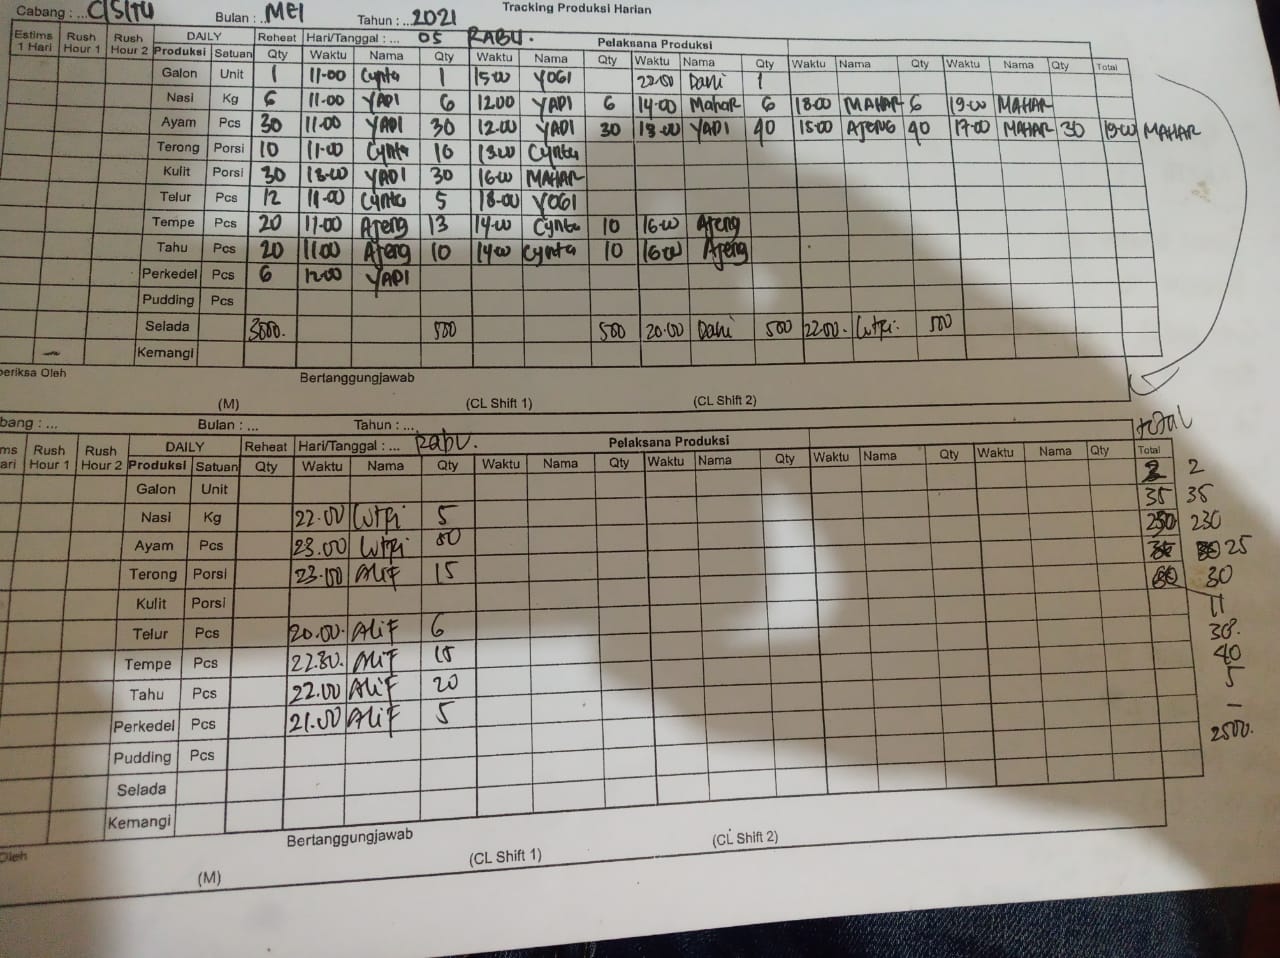 Tracking Produksi Harian
Cabang : ... CISITU Bulan : .. MEI Tahun : ... 2021
Estims 1 Hari Rush Hour 1 Rush Hour 2 DAILY Reheat Hari/Tanggal : ... 05 RABU. Pelaksana Produksi
Produksi Satuan Qty Waktu Nama Qty Waktu Nama Qty Waktu Nama Qty Waktu Nama Qty Waktu Nama Qty Total
Galon Unit 1 11.00 Cynta 1 15.00 YOGI 22.00 Dani 1
Nasi Kg 6 11.00 YADI 6 12.00 YADI 6 14.00 Mahar 6 18.00 MAHAR 6 19.00 MAHAR
Ayam Pcs 30 11.00 YADI 30 12.00 YADI 30 13.00 YADI 40 15.00 AJENG 40 17.00 MAHAR 30 19.00 MAHAR
Terong Porsi 10 11.00 Cynta 10 13.00 Cynta
Kulit Porsi 30 13.00 YADI 30 16.00 MAHAR
Telur Pcs 12 11.00 Cynta 5 18.00 YOGI
Tempe Pcs 20 11.00 Ajeng 13 14.00 Cynta 10 16.00 Ajeng
Tahu Pcs 20 11.00 Ajeng 10 14.00 Cynta 10 16.00 Ajeng
Perkedel Pcs 6 12.00 YADI
Pudding Pcs
Selada 3000. 500 500 20.00 Dani 500 22.00. Lutfi. 500
Kemangi
eriksa Oleh Bertanggungjawab
(M) (CL Shift 1) (CL Shift 2)
bang : ... Bulan : ... Tahun : ... total
ms ari Rush Hour 1 Rush Hour 2 DAILY Reheat Hari/Tanggal : ... Rabu. Pelaksana Produksi
Produksi Satuan Qty Waktu Nama Qty Waktu Nama Qty Waktu Nama Qty Waktu Nama Qty Waktu Nama Qty Total
Galon Unit 2
Nasi Kg 22.00 Lutfi 5 35 35
Ayam Pcs 23.00 Lutfi 80 230 230
Terong Porsi 23.00 Alif 15 25
Kulit Porsi 30
Telur Pcs 20.00. Alif 6 11
Tempe Pcs 22.30. Alif 15 38.
Tahu Pcs 22.00 Alif 20 40
Perkedel Pcs 21.00 Alif 5 5
Pudding Pcs -
Selada 2500.
Kemangi
Oleh Bertanggungjawab
(M) (CL Shift 1) (CL Shift 2)